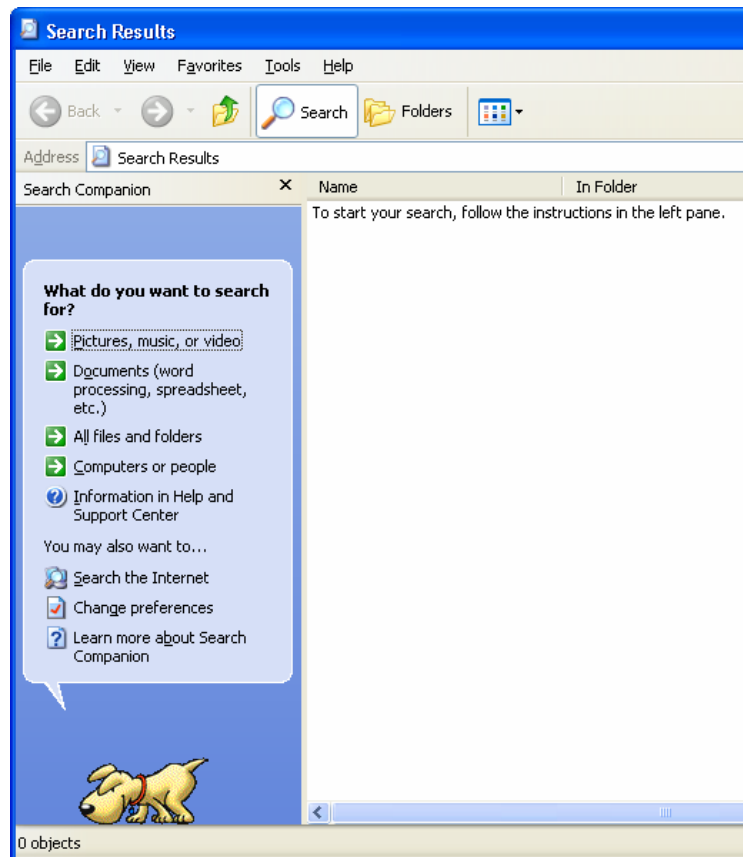 Search Results
File Edit View Favorites Tools Help
Back Search Folders
Address Search Results
Search Companion
Name In Folder
To start your search, follow the instructions in the left pane.
What do you want to search
for?
Pictures, music, or video
Documents (word
processing, spreadsheet,
etc.)
All files and folders
Computers or people
Information in Help and
Support Center
You may also want to...
Search the Internet
Change preferences
Learn more about Search
Companion
0 objects